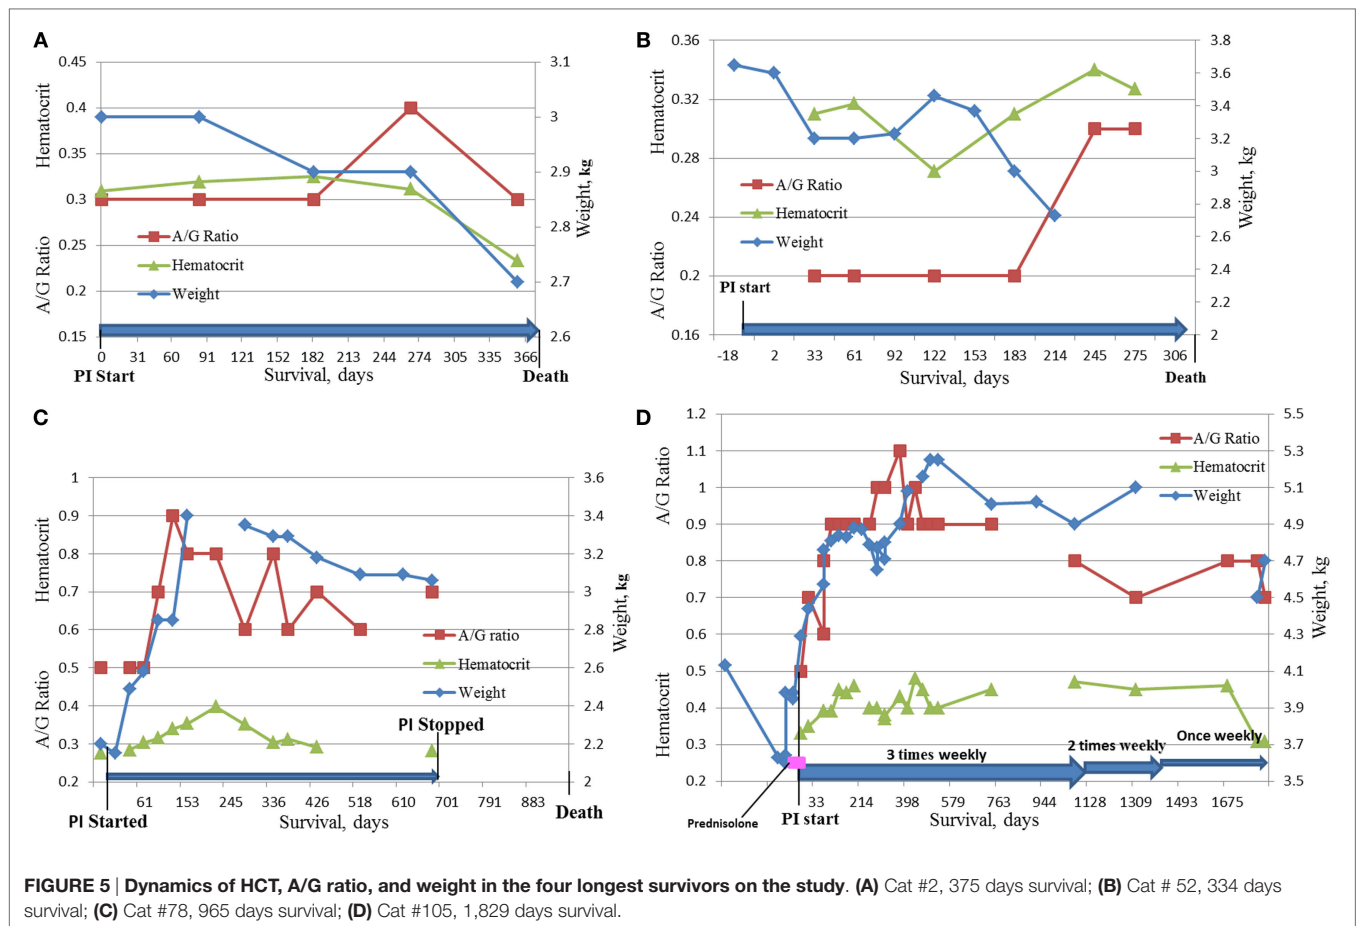 A
0.45
0.4
0.35
0.3
0.25
0.2
0.15
Hematocrit
A/G Ratio
3.1
3
2.9
2.8
2.7
2.6
Weight, kg
A/G Ratio
Hematocrit
Weight
0 31 60 91 121 152 182 213 244 274 305 335 366
PI Start
Survival, days
Death
B
0.36
0.32
0.28
0.24
0.2
0.16
Hematocrit
A/G Ratio
3.8
3.6
3.4
3.2
3
2.8
2.6
2.4
2.2
2
Weight, kg
A/G Ratio
Hematocrit
Weight
PI start
-18 2 33 61 92 122 153 183 214 245 275 306
Survival, days
Death
C
1
0.9
0.8
0.7
0.6
0.5
0.4
0.3
0.2
Hematocrit
A/G Ratio
3.6
3.4
3.2
3
2.8
2.6
2.4
2.2
2
Weight, kg
A/G ratio
Hematocrit
Weight
PI Stopped
61 153 245 336 426 518 610 701 791 883
PI Started
Survival, days
Death
D
1.2
1.1
1
0.9
0.8
0.7
0.6
0.5
0.4
0.3
0.2
A/G Ratio
Hematocrit
5.5
5.3
5.1
4.9
4.7
4.5
4.3
4.1
3.9
3.7
3.5
Weight, kg
A/G Ratio
Hematocrit
Weight
3 times weekly
2 times weekly
Once weekly
33 214 398 579 763 944 1128 1309 1493 1675
Prednisolone
PI start
Survival, days
FIGURE 5 | Dynamics of HCT, A/G ratio, and weight in the four longest survivors on the study. (A) Cat #2, 375 days survival; (B) Cat # 52, 334 days
survival; (C) Cat #78, 965 days survival; (D) Cat #105, 1,829 days survival.